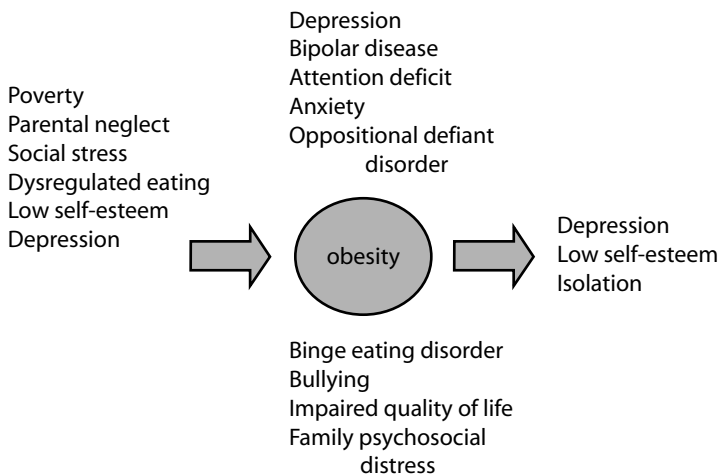 Depression
Bipolar disease
Attention deficit
Anxiety
Oppositional defiant
disorder
Poverty
Parental neglect
Social stress
Dysregulated eating
Low self-esteem
Depression
obesity
Depression
Low self-esteem
Isolation
Binge eating disorder
Bullying
Impaired quality of life
Family psychosocial
distress